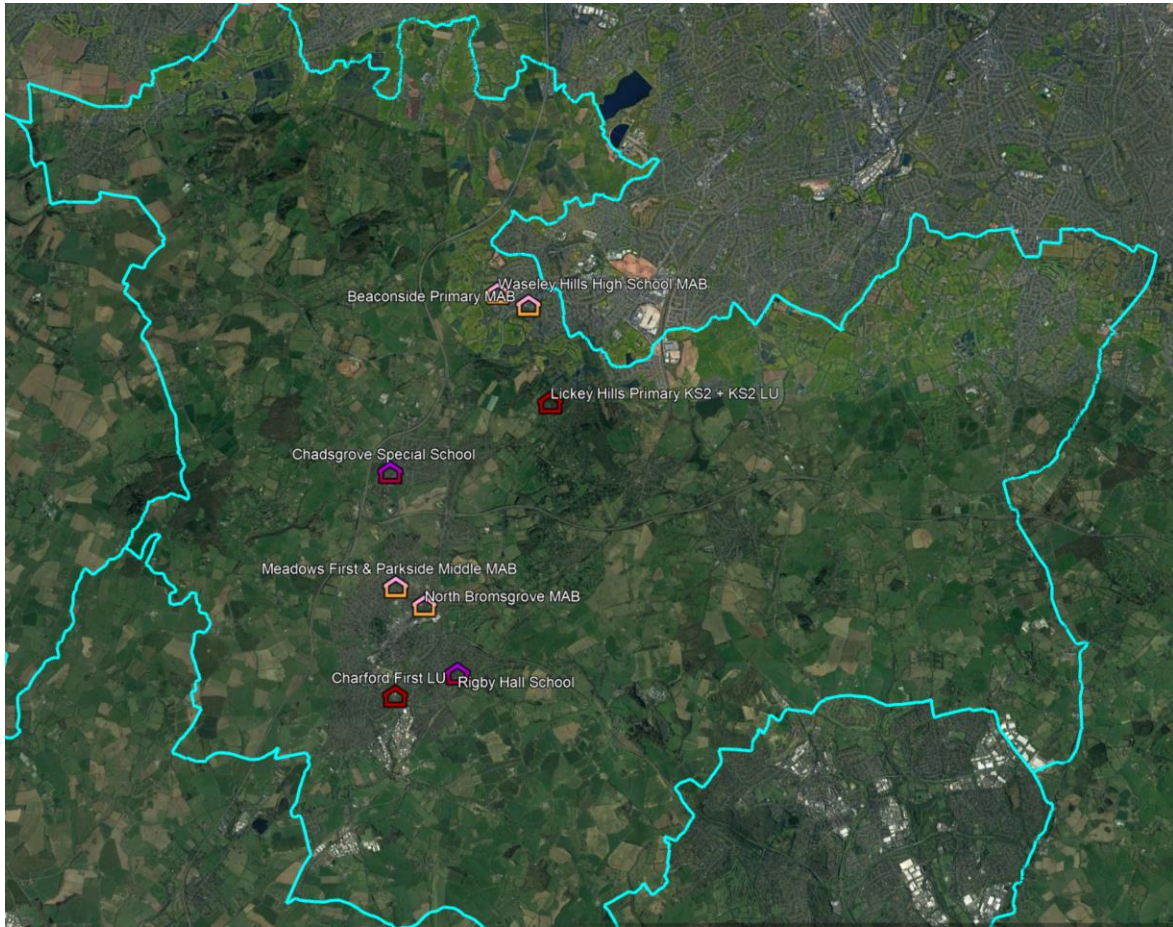 Waseley Hills High School MAB
Beaconside Primary MAB
Lickey Hills Primary KS2 + KS2 LU
Chadsgrove Special School
Meadows First & Parkside Middle MAB
North Bromsgrove MAB
Charford First LU
Rigby Hall School